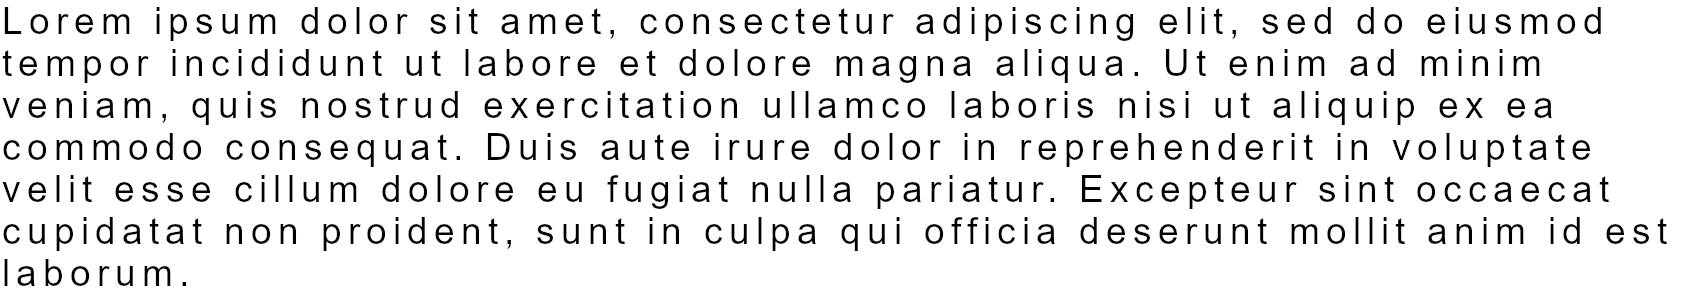 Lorem ipsum dolor sit amet, consectetur adipiscing elit, sed do eiusmod
tempor incididunt ut labore et dolore magna aliqua. Ut enim ad minim
veniam, quis nostrud exercitation ullamco laboris nisi ut aliquip ex ea
commodo consequat. Duis aute irure dolor in reprehenderit in voluptate
velit esse cillum dolore eu fugiat nulla pariatur. Excepteur sint occaecat
cupidatat non proident, sunt in culpa qui officia deserunt mollit anim id est
laborum.